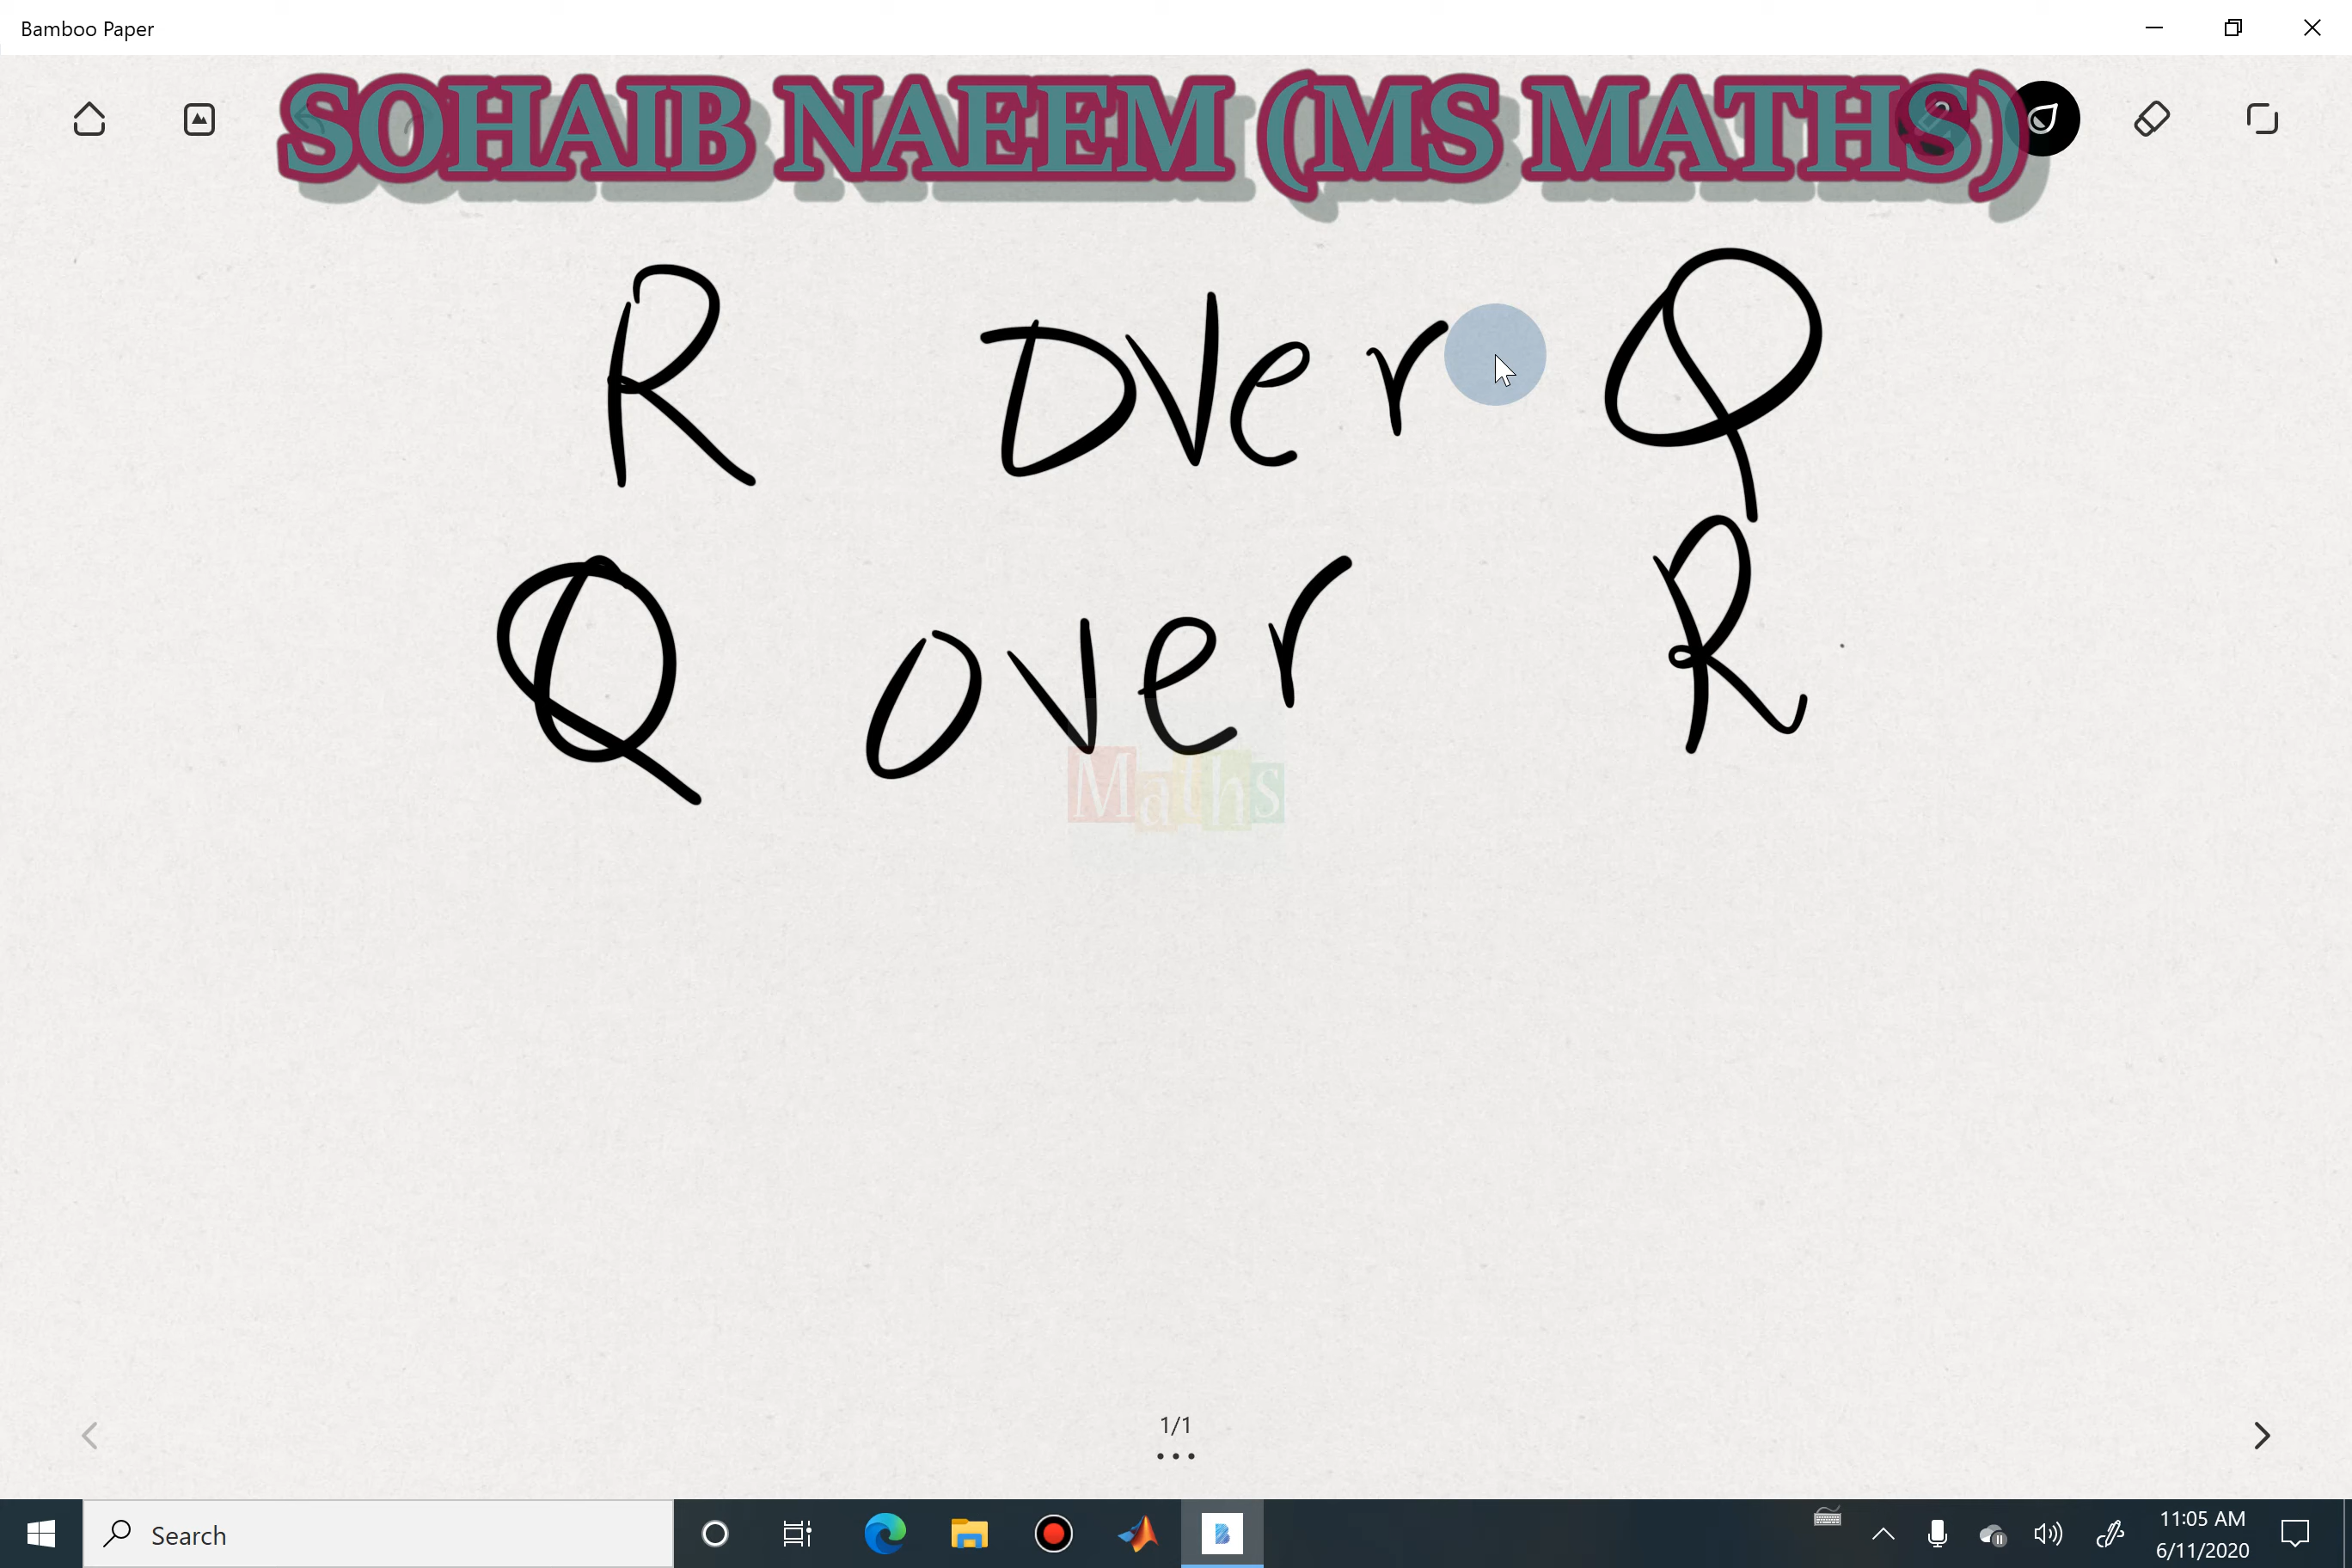 Bamboo Paper
SOHAIB NAEEM (MS MATHS)
R over Q
Q over R
Maths
1/1
Search
11:05 AM
6/11/2020